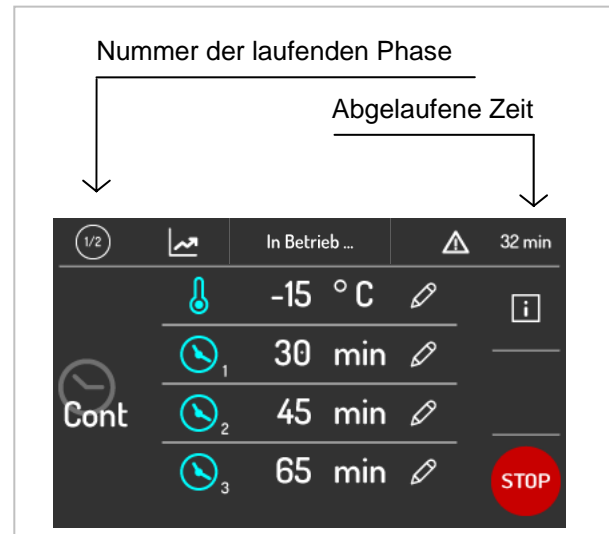 Nummer der laufenden Phase
Abgelaufene Zeit
1/2 In Betrieb ... 32 min
-15 °C
i
1 30 min
Cont
2 45 min
3 65 min
STOP